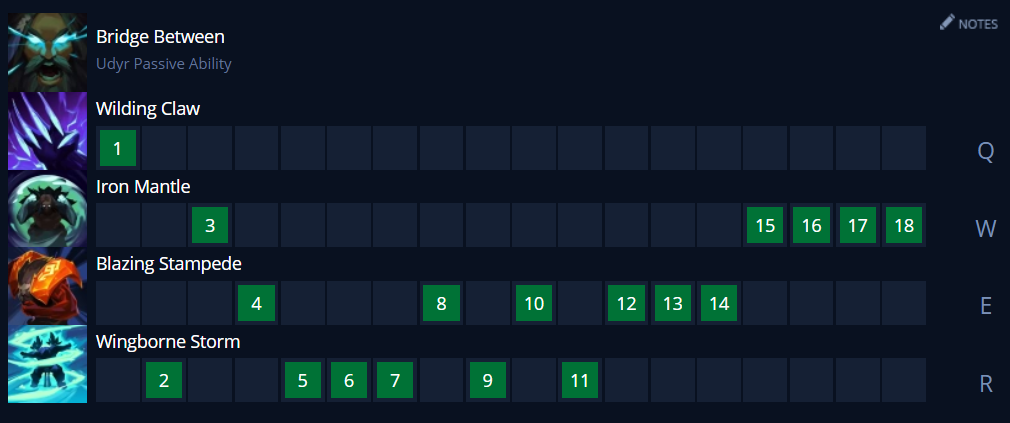 NOTES
Bridge Between
Udyr Passive Ability
Wilding Claw
1 Q
Iron Mantle
3 15 16 17 18 W
Blazing Stampede
4 8 10 12 13 14 E
Wingborne Storm
2 5 6 7 9 11 R